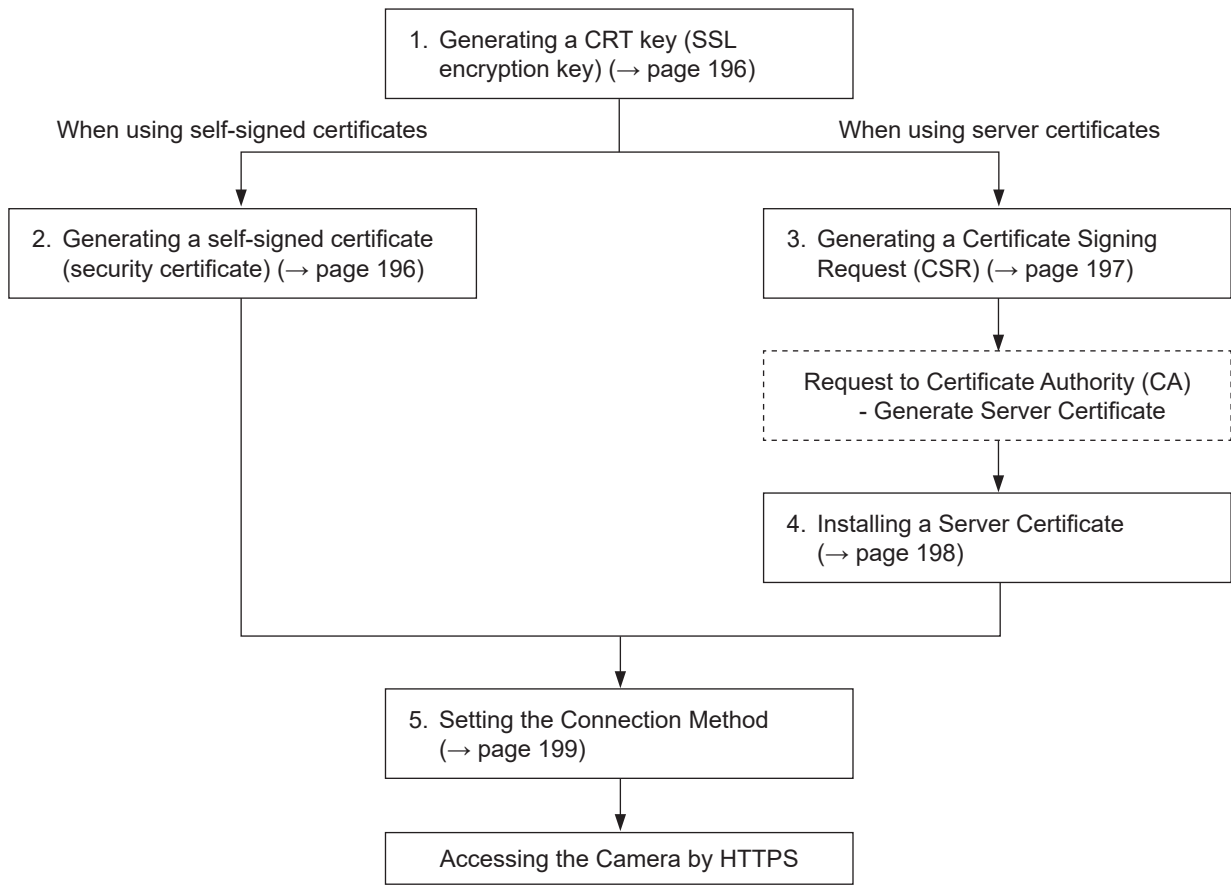 1. Generating a CRT key (SSL
encryption key) (→ page 196)
When using self-signed certificates
When using server certificates
2. Generating a self-signed certificate
(security certificate) (→ page 196)
3. Generating a Certificate Signing
Request (CSR) (→ page 197)
Request to Certificate Authority (CA)
- Generate Server Certificate
4. Installing a Server Certificate
(→ page 198)
5. Setting the Connection Method
(→ page 199)
Accessing the Camera by HTTPS